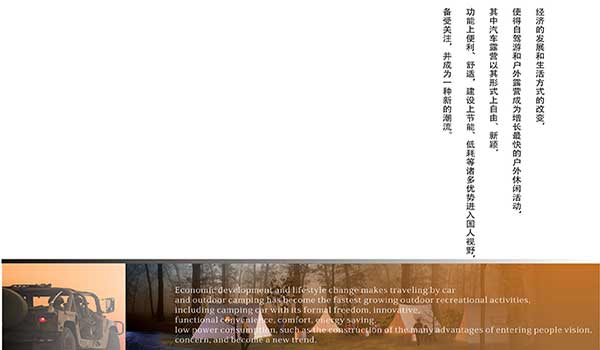 经济的发展和生活方式的改变，
使得自驾游和户外露营成为增长最快的户外休闲活动，
其中汽车露营以其形式上自由、新颖，
功能上便利、舒适，建设上节能、低耗等诸多优势进入国人视野，
备受关注，并成为一种新的潮流。
Economic development and lifestyle change makes traveling by car
and outdoor camping has become the fastest growing outdoor recreational activities,
including camping car with its formal freedom, innovative,
functional convenience, comfort, energy saving,
low power consumption, such as the construction of the many advantages of entering people vision,
concern, and become a new trend.